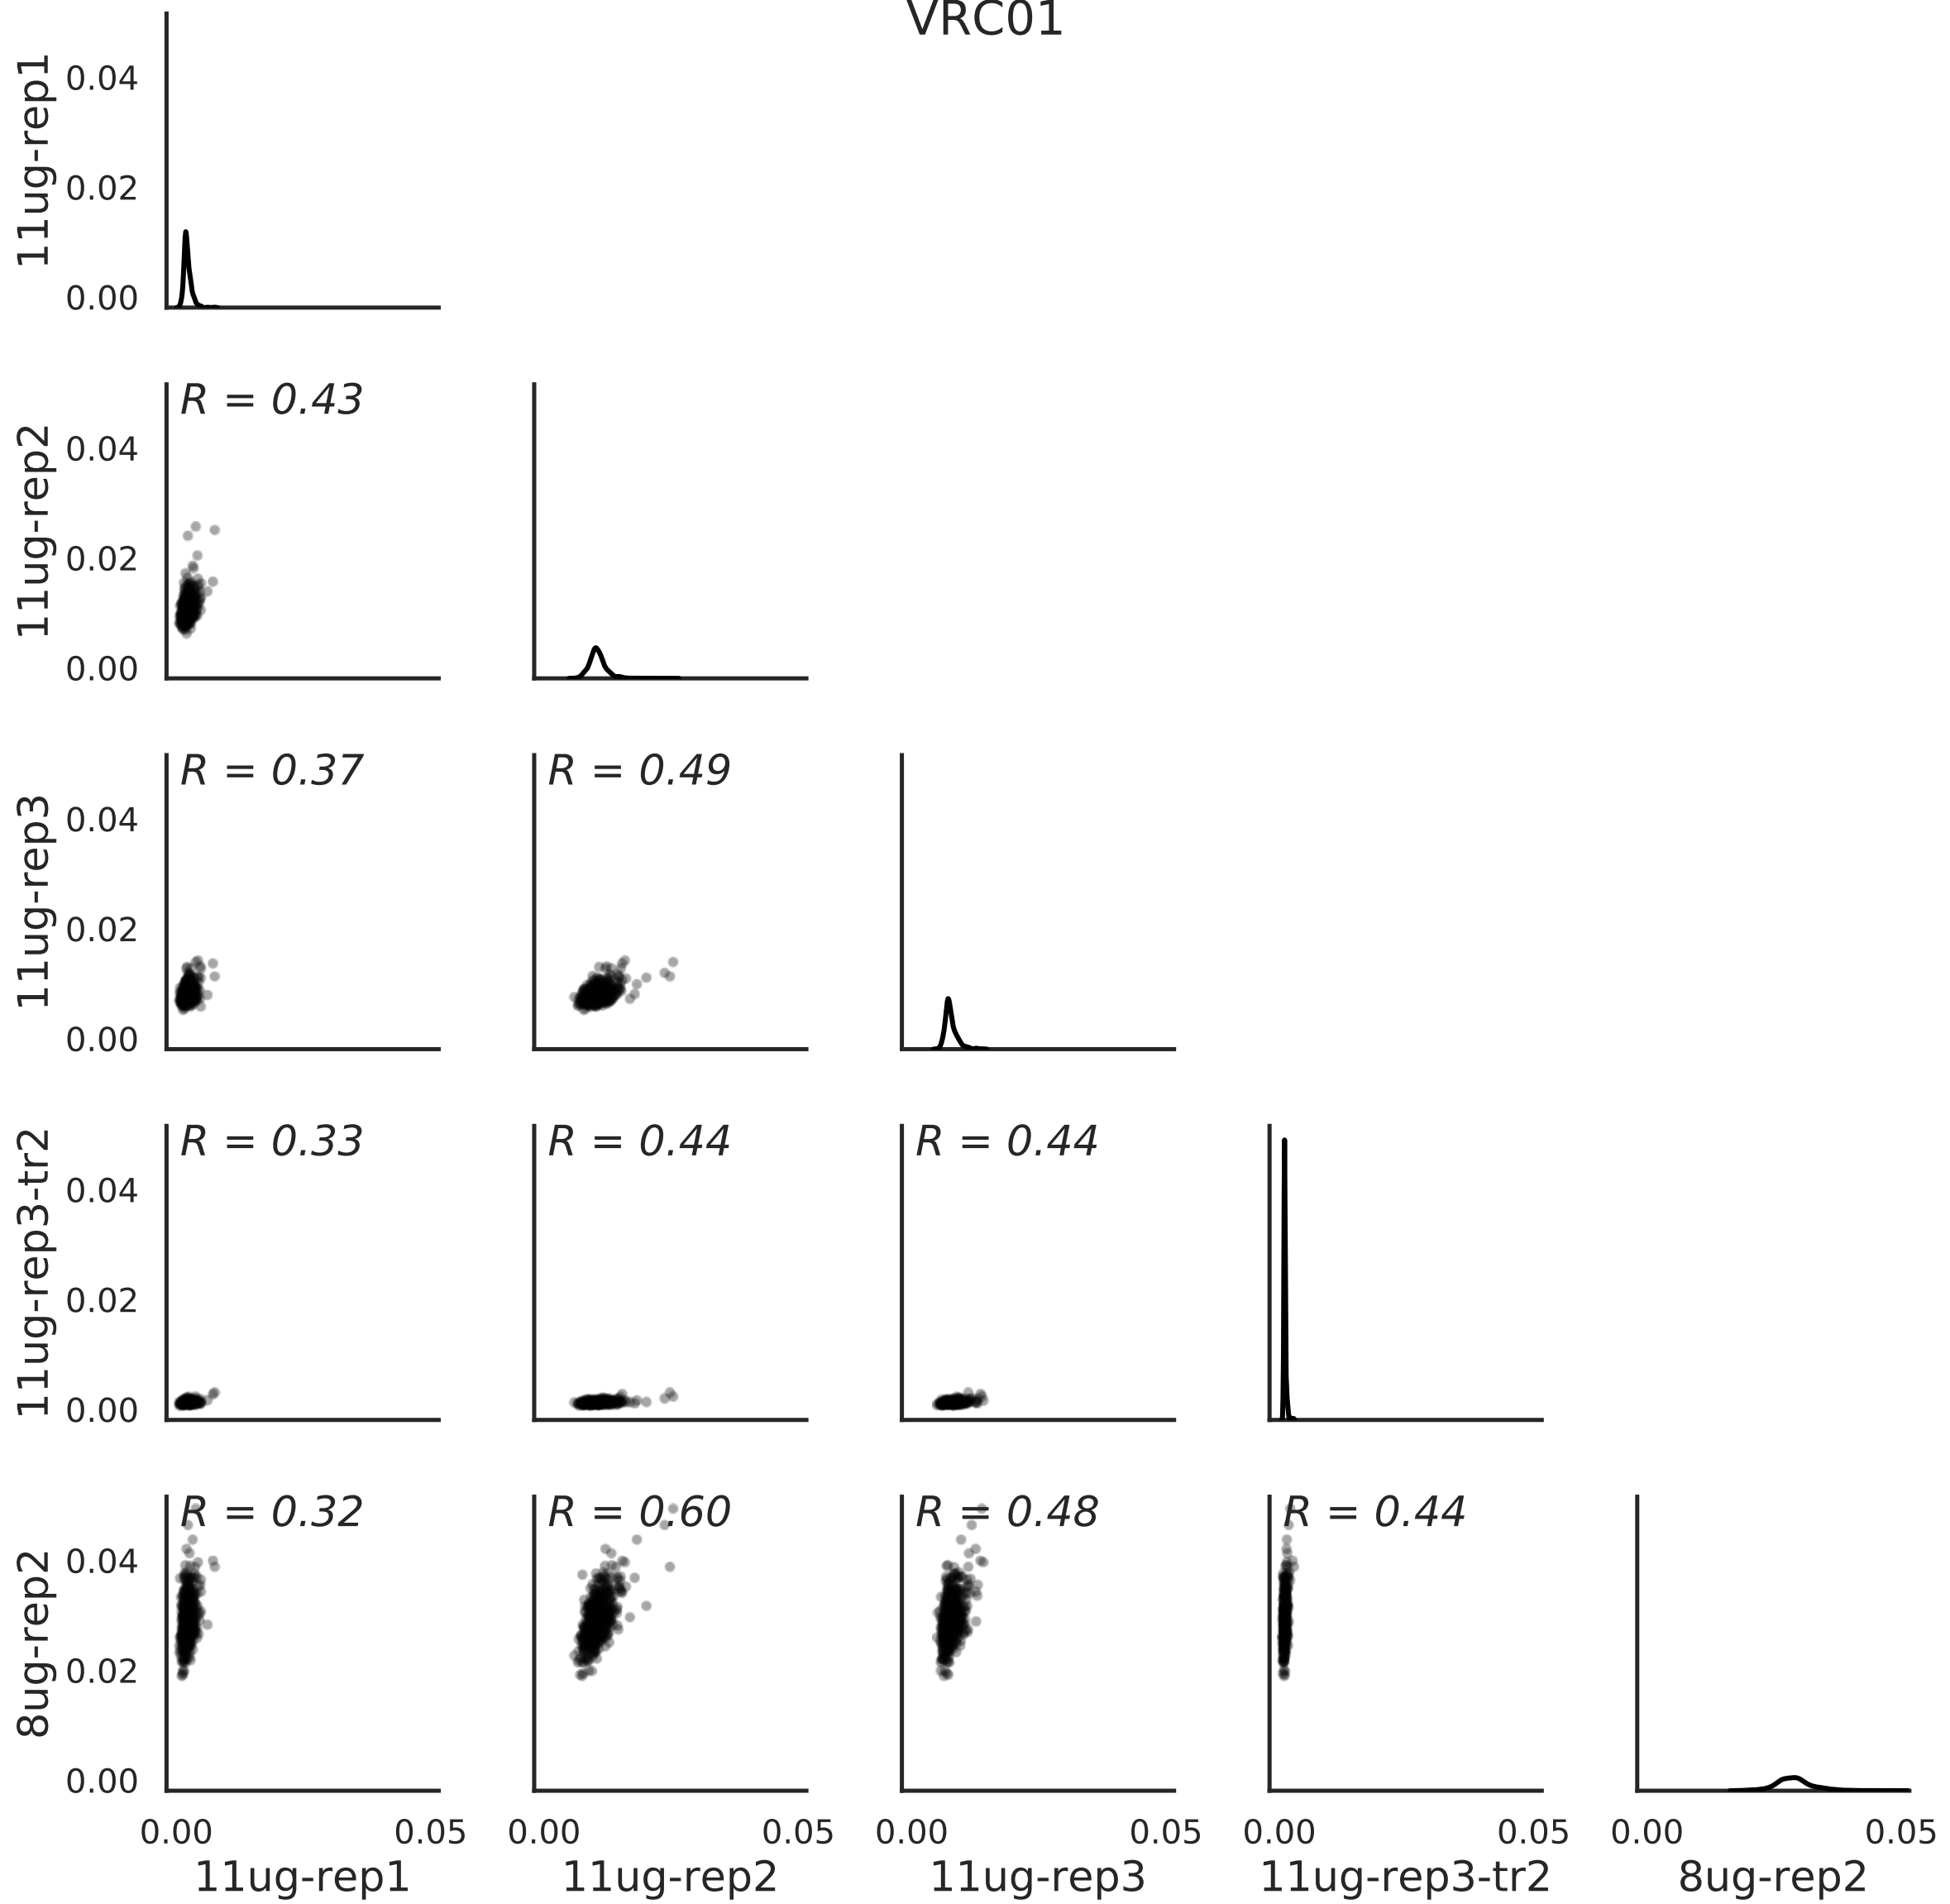 VRC01
11ug-rep1
0.04
0.02
0.00
11ug-rep2
0.04
0.02
0.00
R = 0.43
11ug-rep3
0.04
0.02
0.00
R = 0.37
R = 0.49
11ug-rep3-tr2
0.04
0.02
0.00
R = 0.33
R = 0.44
R = 0.44
8ug-rep2
0.04
0.02
0.00
R = 0.32
R = 0.60
R = 0.48
R = 0.44
0.00 0.05 0.00 0.05 0.00 0.05 0.00 0.05 0.00 0.05
11ug-rep1 11ug-rep2 11ug-rep3 11ug-rep3-tr2 8ug-rep2